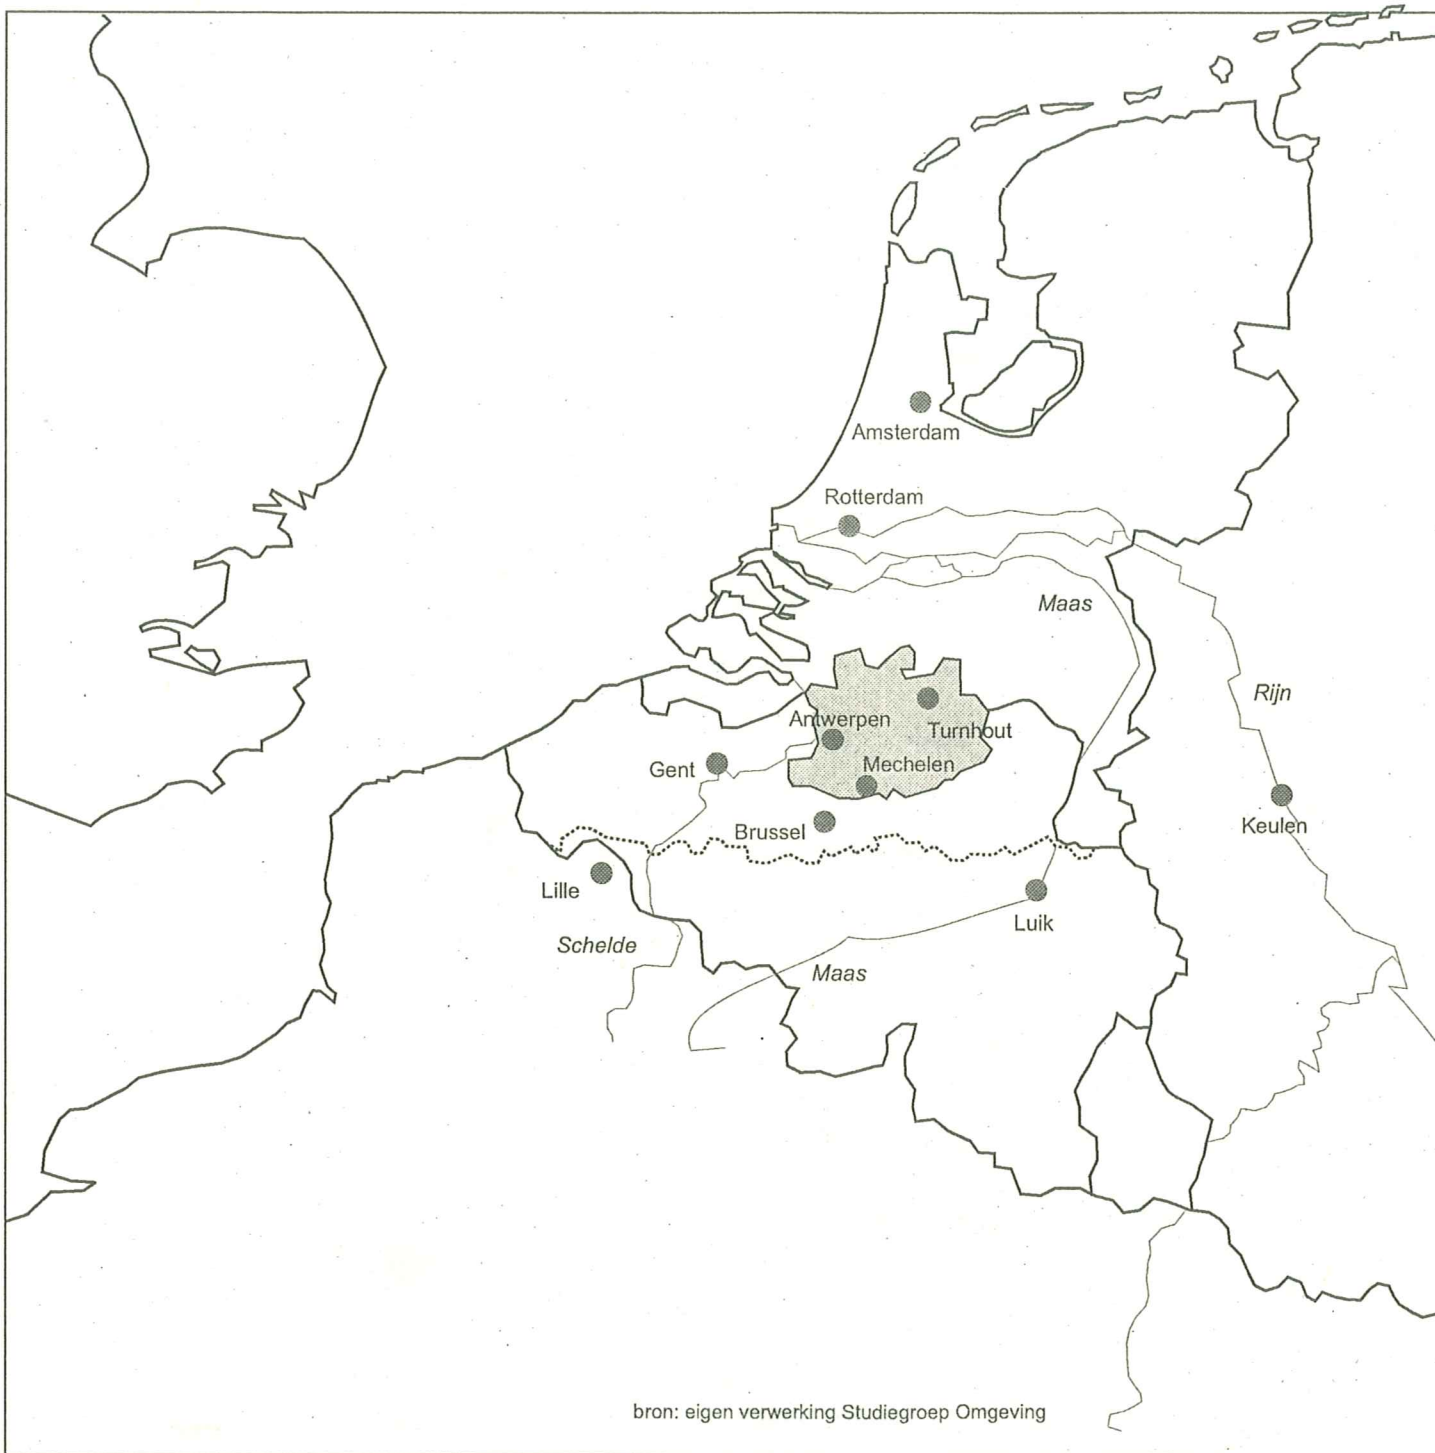 Amsterdam
Rotterdam
Maas
Rijn
Antwerpen
Turnhout
Gent
Mechelen
Brussel
Keulen
Lille
Luik
Schelde
Maas
bron: eigen verwerking Studiegroep Omgeving